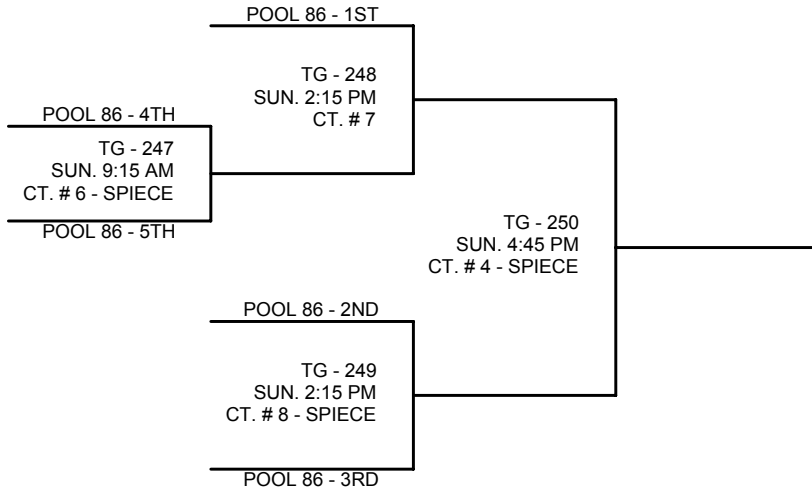 POOL 86 - 1ST
TG - 248
SUN. 2:15 PM
CT. # 7
POOL 86 - 4TH
TG - 247
SUN. 9:15 AM
CT. # 6 - SPIECE
POOL 86 - 5TH
TG - 250
SUN. 4:45 PM
CT. # 4 - SPIECE
POOL 86 - 2ND
TG - 249
SUN. 2:15 PM
CT. # 8 - SPIECE
POOL 86 - 3RD